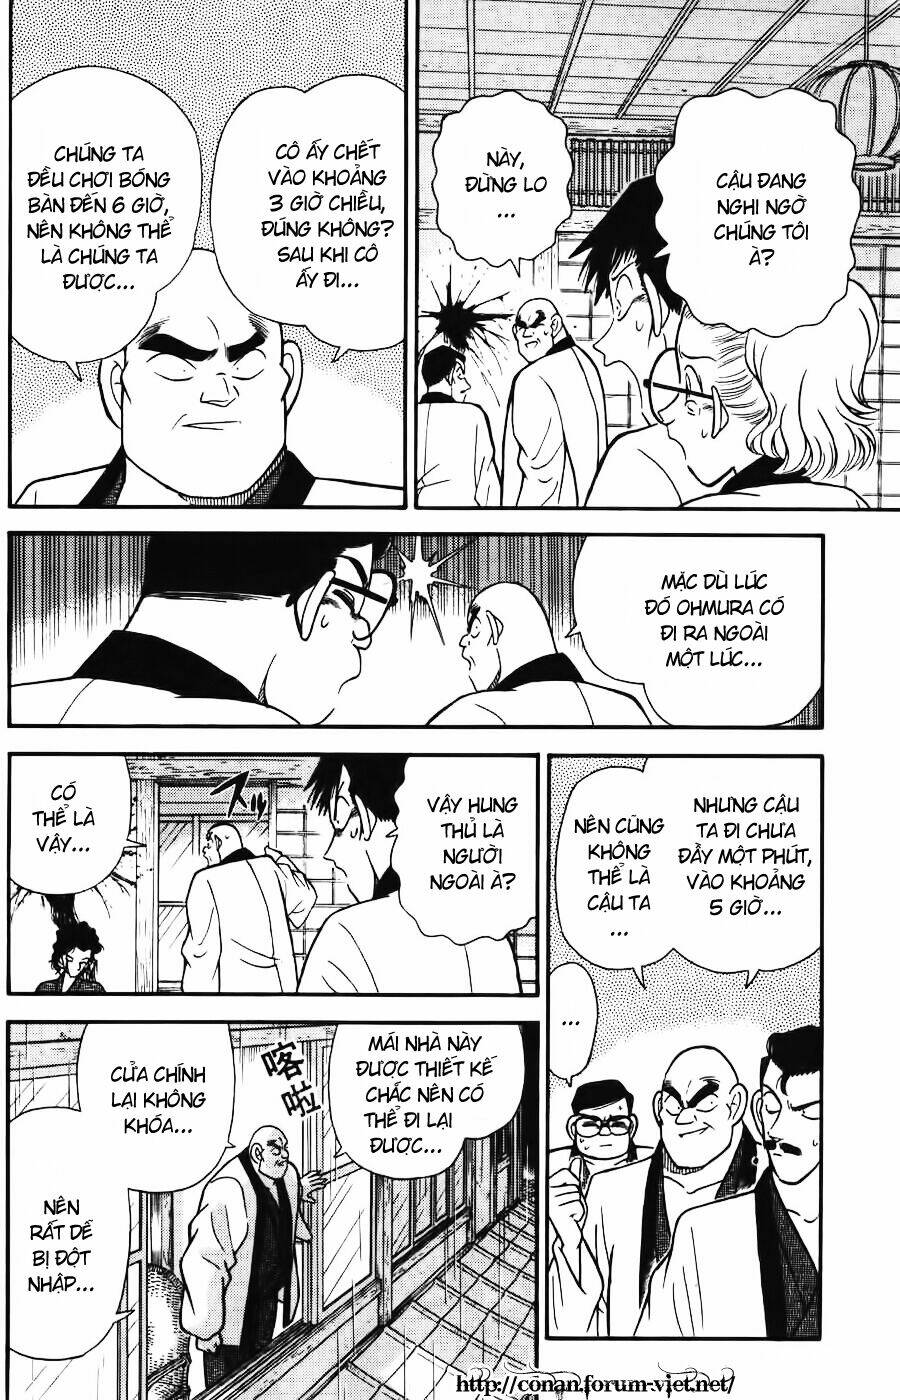 CẬU ĐANG
NGHI NGỜ
CHÚNG TÔI
À?
NÀY,
ĐỪNG LO
...
CÔ ẤY CHẾT
VÀO KHOẢNG
3 GIỜ CHIỀU,
ĐÚNG KHÔNG?
SAU KHI CÔ
ẤY ĐI...
CHÚNG TA
ĐỀU CHƠI BÓNG
BÀN ĐẾN 6 GIỜ,
NÊN KHÔNG THỂ
LÀ CHÚNG TA
ĐƯỢC...
MẶC DÙ LÚC
ĐÓ OHMURA CÓ
ĐI RA NGOÀI
MỘT LÚC...
NHƯNG CẬU
TA ĐI CHƯA
ĐẦY MỘT PHÚT,
VÀO KHOẢNG
5 GIỜ...
NÊN CŨNG
KHÔNG
THỂ LÀ
CẬU TA
...
...
VẬY HUNG
THỦ LÀ
NGƯỜI
NGOÀI À?
CÓ
THỂ LÀ
VẬY...
スッ
MÁI NHÀ NÀY
ĐƯỢC THIẾT KẾ
CHẮC NÊN CÓ
THỂ ĐI LẠI
ĐƯỢC...
喀
啦
CỬA CHÍNH
LẠI KHÔNG
KHÓA...
NÊN
RẤT DỄ
BỊ ĐỘT
NHẬP...
http://conan.forum-viet.net/